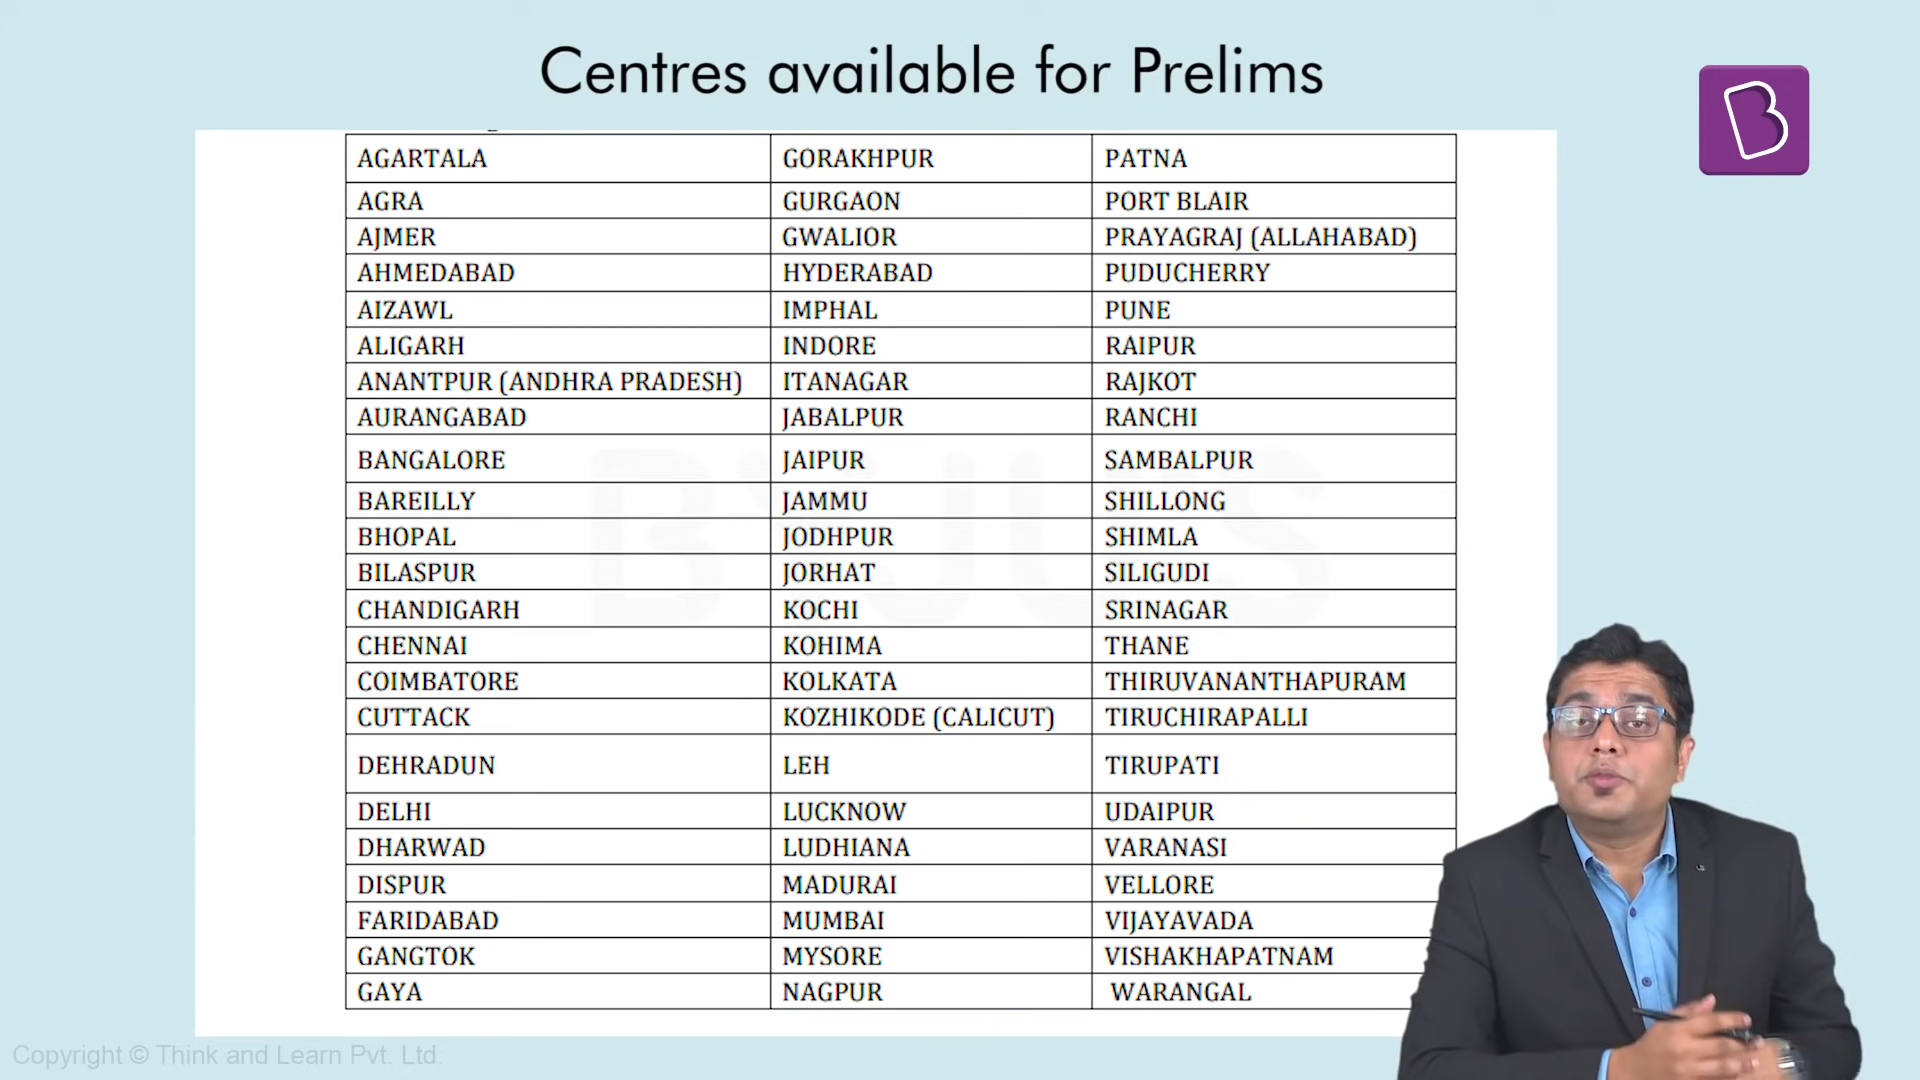 Centres available for Prelims
AGARTALA GORAKHPUR PATNA
AGRA GURGAON PORT BLAIR
AJMER GWALIOR PRAYAGRAJ (ALLAHABAD)
AHMEDABAD HYDERABAD PUDUCHERRY
AIZAWL IMPHAL PUNE
ALIGARH INDORE RAIPUR
ANANTPUR (ANDHRA PRADESH) ITANAGAR RAJKOT
AURANGABAD JABALPUR RANCHI
BANGALORE JAIPUR SAMBALPUR
BAREILLY JAMMU SHILLONG
BHOPAL JODHPUR SHIMLA
BILASPUR JORHAT SILIGUDI
CHANDIGARH KOCHI SRINAGAR
CHENNAI KOHIMA THANE
COIMBATORE KOLKATA THIRUVANANTHAPURAM
CUTTACK KOZHIKODE (CALICUT) TIRUCHIRAPALLI
DEHRADUN LEH TIRUPATI
DELHI LUCKNOW UDAIPUR
DHARWAD LUDHIANA VARANASI
DISPUR MADURAI VELLORE
FARIDABAD MUMBAI VIJAYAVADA
GANGTOK MYSORE VISHAKHAPATNAM
GAYA NAGPUR WARANGAL
BYJU'S
B
Copyright © Think and Learn Pvt. Ltd.